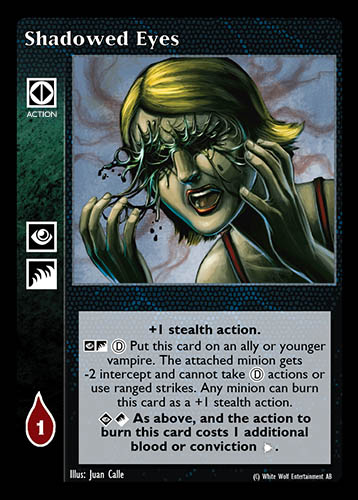 Shadowed Eyes
ACTION
+1 stealth action.
Ⓓ Put this card on an ally or younger
vampire. The attached minion gets
-2 intercept and cannot take Ⓓ actions or
use ranged strikes. Any minion can burn
this card as a +1 stealth action.
As above, and the action to
burn this card costs 1 additional
blood or conviction .
1
Illus: Juan Calle
(C) White Wolf Entertainment AB